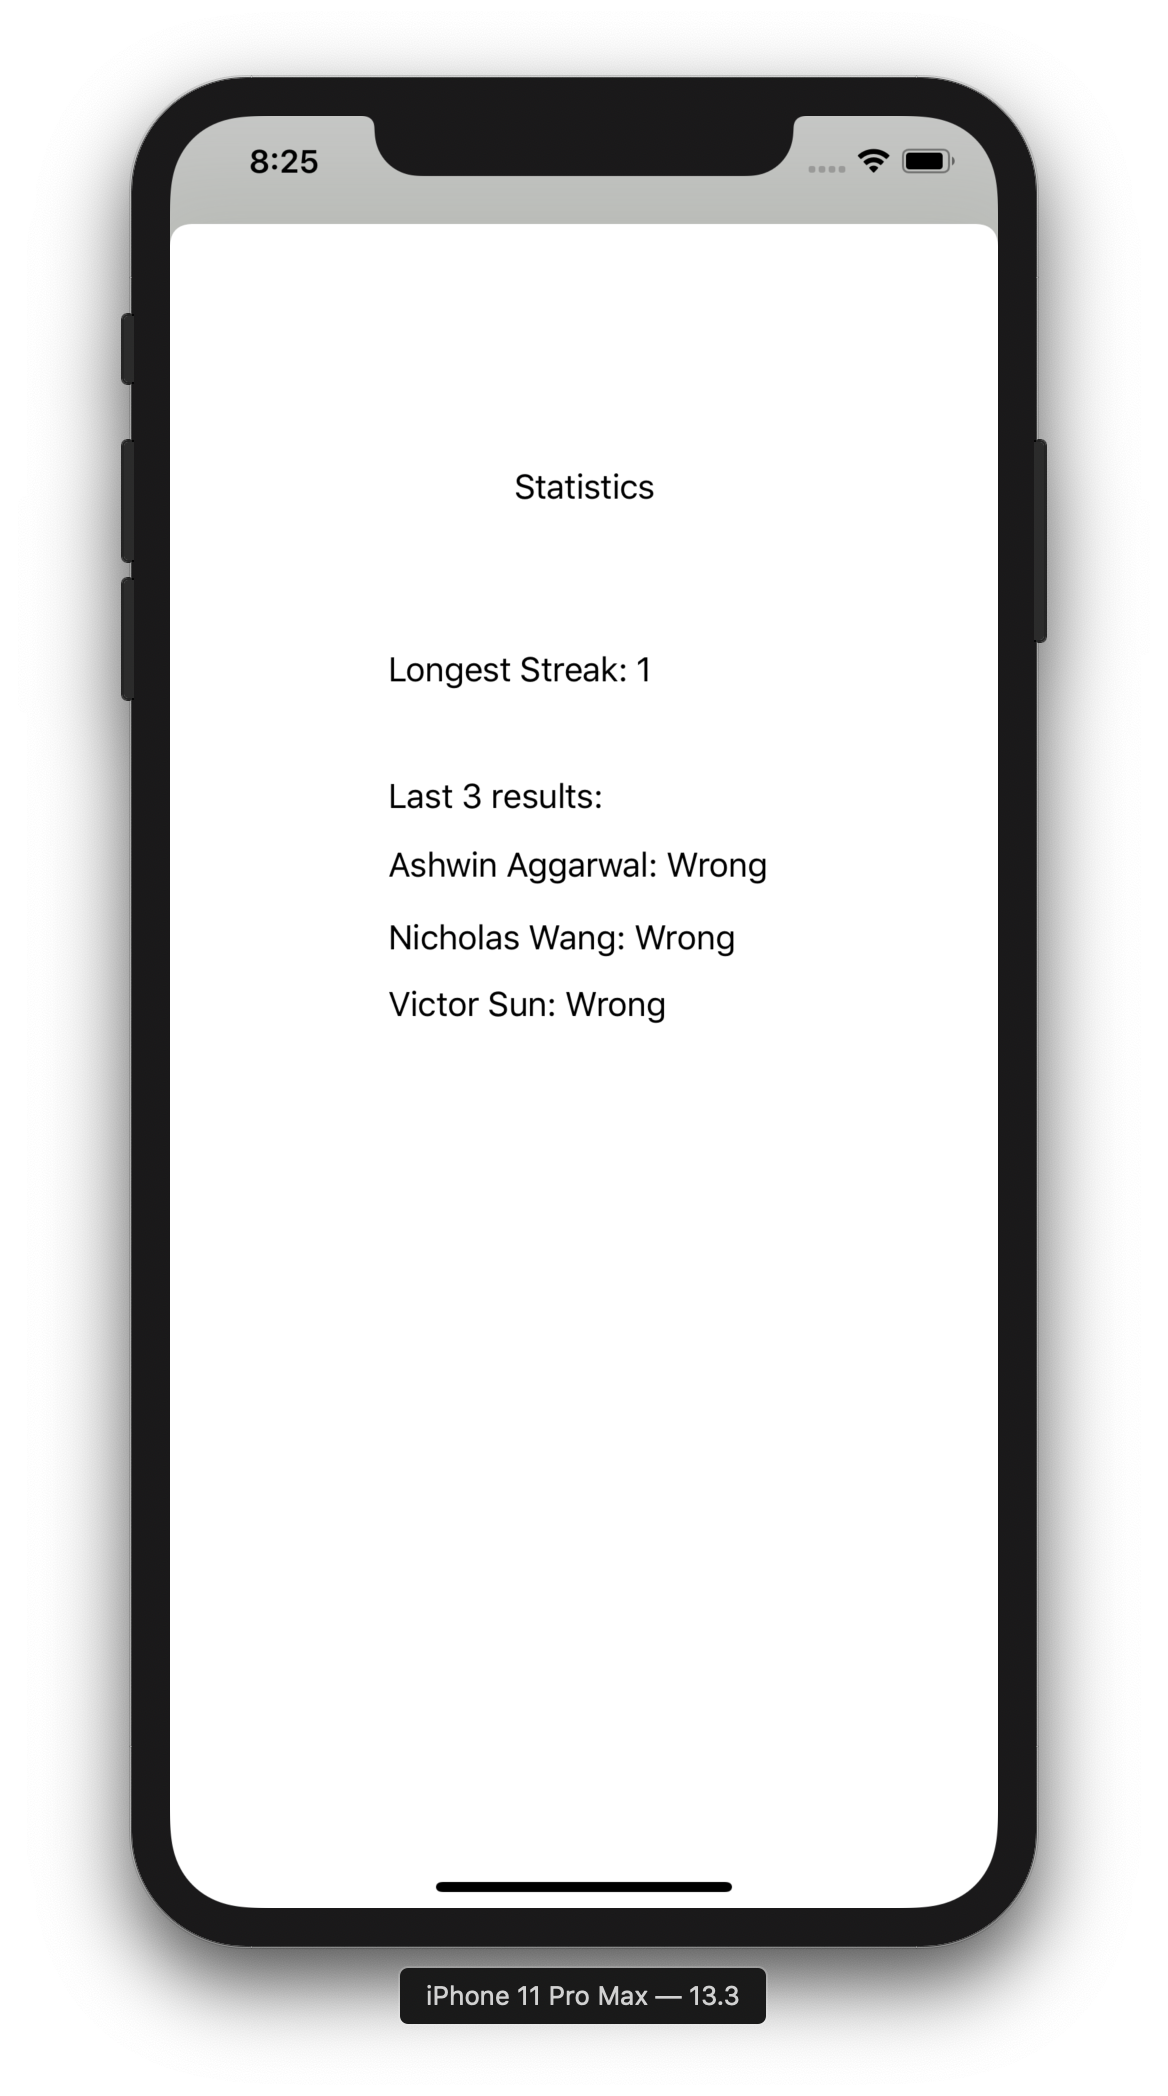 8:25
Statistics
Longest Streak: 1
Last 3 results:
Ashwin Aggarwal: Wrong
Nicholas Wang: Wrong
Victor Sun: Wrong
iPhone 11 Pro Max — 13.3